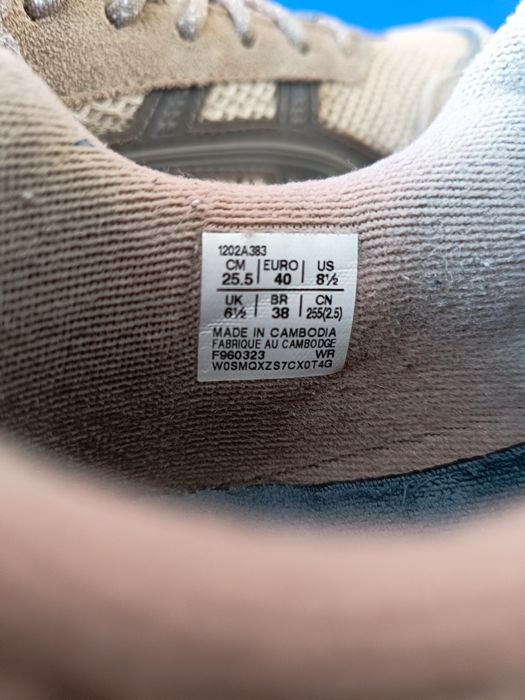 1202A383
CM EURO US
25.5 40 8½
UK BR CN
6½ 38 255(2.5)
MADE IN CAMBODIA
FABRIQUE AU CAMBODGE
F960323 WR
W0SMQXZS7CX0T4G